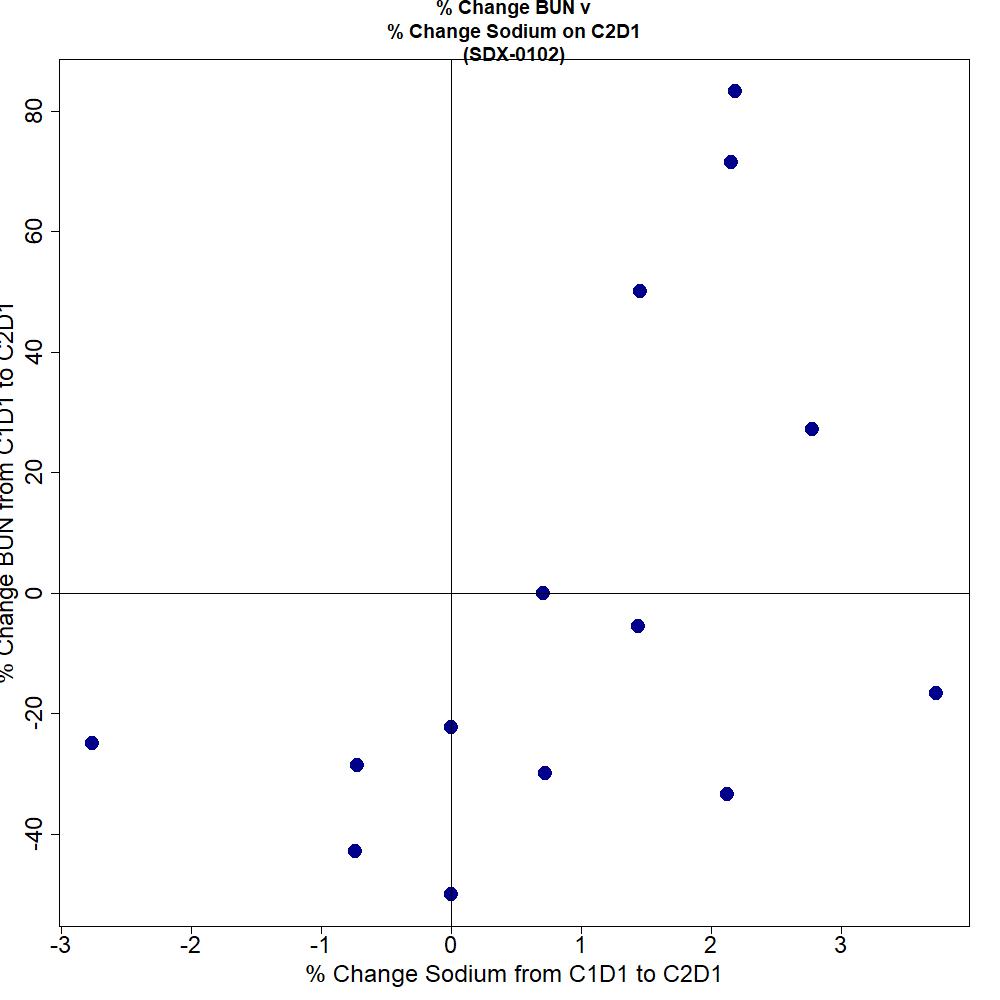 % Change BUN v
% Change Sodium on C2D1
(SDX-0102)
% Change BUN from C1D1 to C2D1
80
60
40
20
0
-20
-40
-3 -2 -1 0 1 2 3
% Change Sodium from C1D1 to C2D1